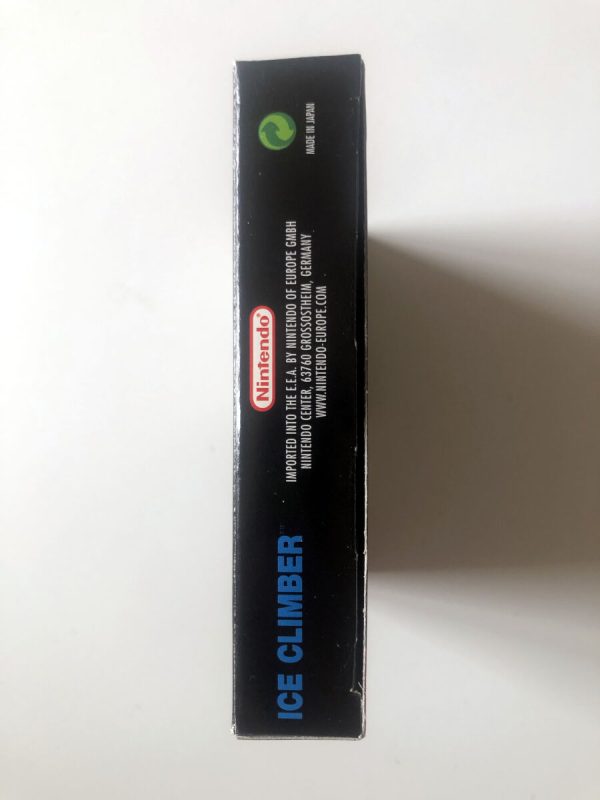 ICE CLIMBER™
Nintendo®
IMPORTED INTO THE E.E.A. BY NINTENDO OF EUROPE GMBH
NINTENDO CENTER, 63760 GROSSOSTHEIM, GERMANY
WWW.NINTENDO-EUROPE.COM
MADE IN JAPAN